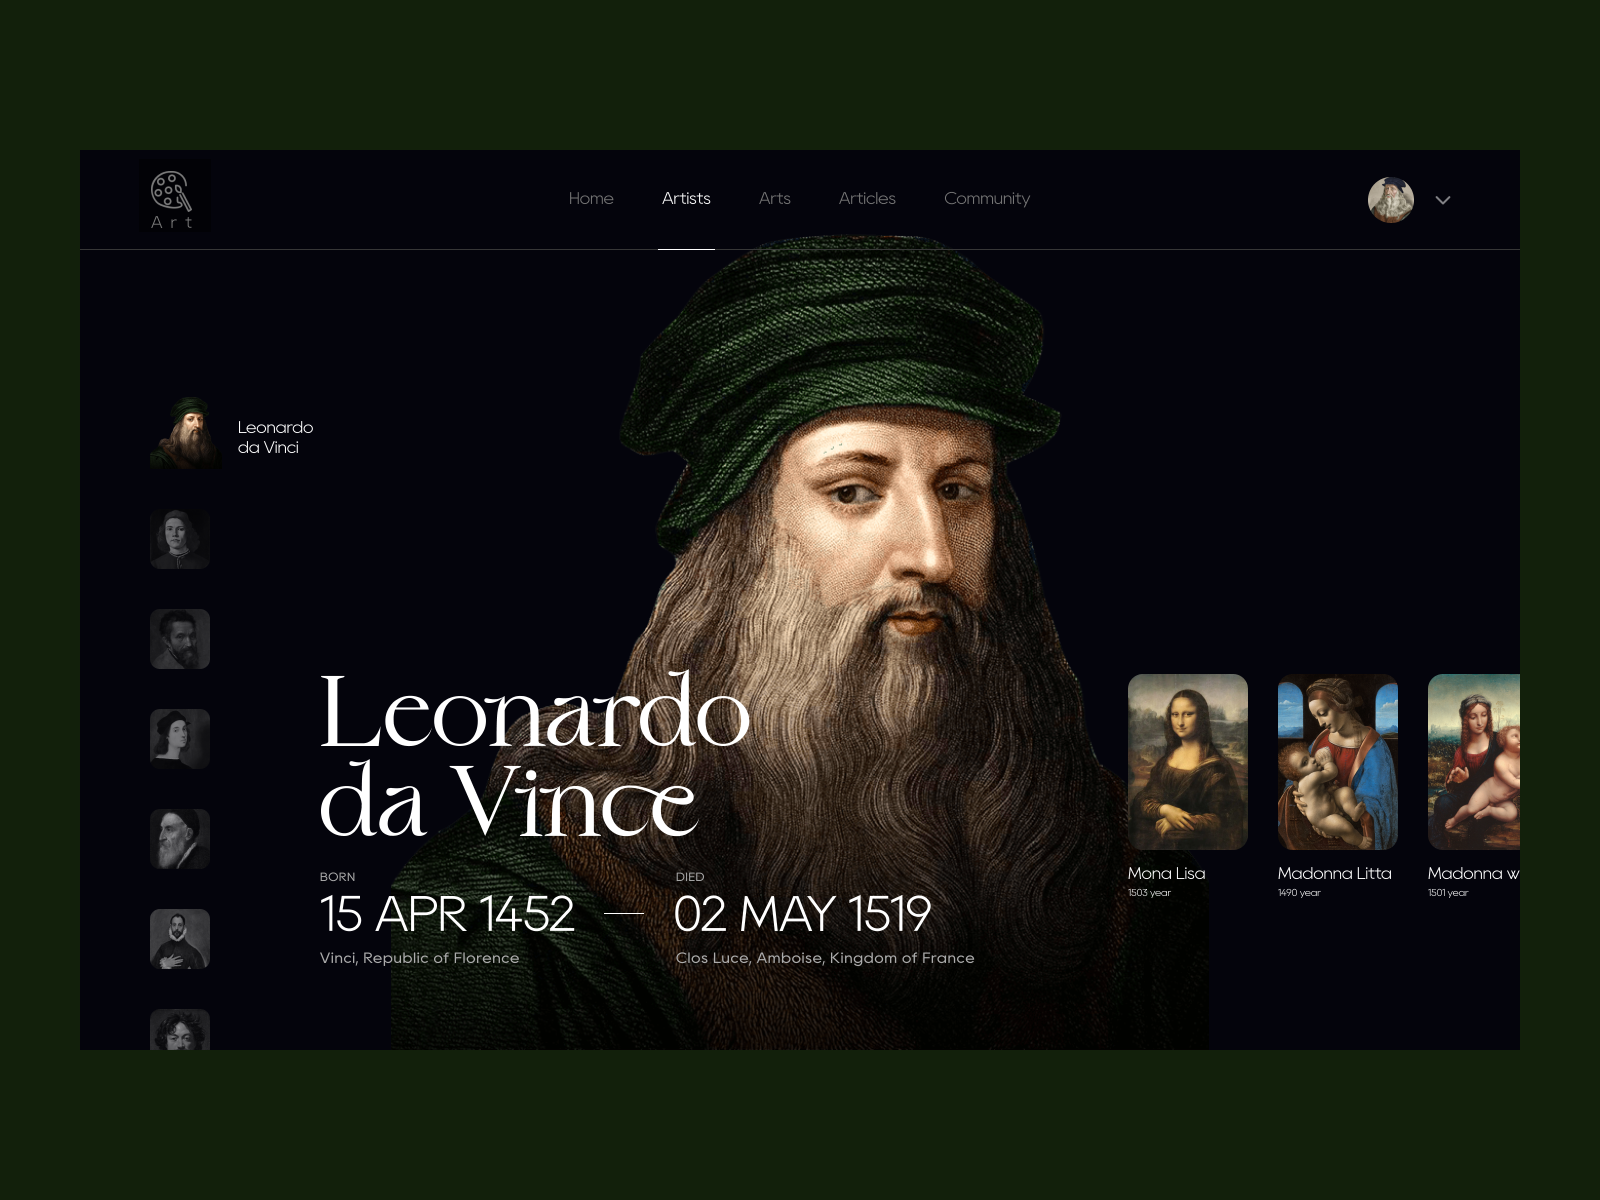 Art
Home
Artists
Arts
Articles
Community
Leonardo
da Vinci
Leonardo
da Vince
BORN
15 APR 1452
Vinci, Republic of Florence
DIED
02 MAY 1519
Clos Luce, Amboise, Kingdom of France
Mona Lisa
1503 year
Madonna Litta
1490 year
Madonna w
1501 year